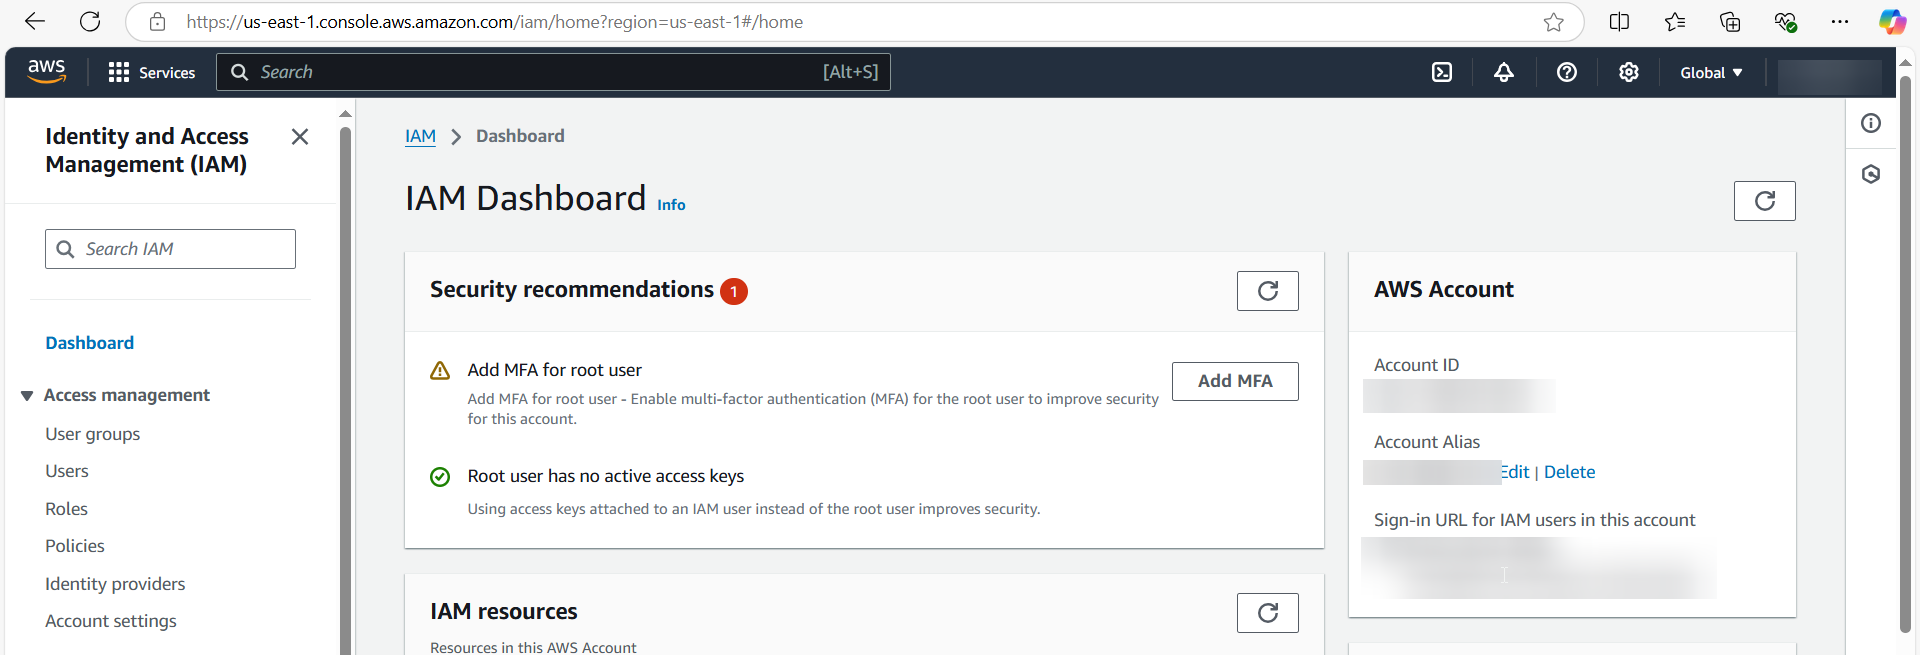 https://us-east-1.console.aws.amazon.com/iam/home?region=us-east-1#/home
aws
Services
Search
[Alt+S]
Global
Identity and Access
Management (IAM)
Search IAM
Dashboard
Access management
User groups
Users
Roles
Policies
Identity providers
Account settings
IAM
Dashboard
IAM Dashboard Info
Security recommendations 1
Add MFA for root user
Add MFA for root user - Enable multi-factor authentication (MFA) for the root user to improve security
for this account.
Add MFA
Root user has no active access keys
Using access keys attached to an IAM user instead of the root user improves security.
IAM resources
Resources in this AWS Account
AWS Account
Account ID
Account Alias
Edit | Delete
Sign-in URL for IAM users in this account